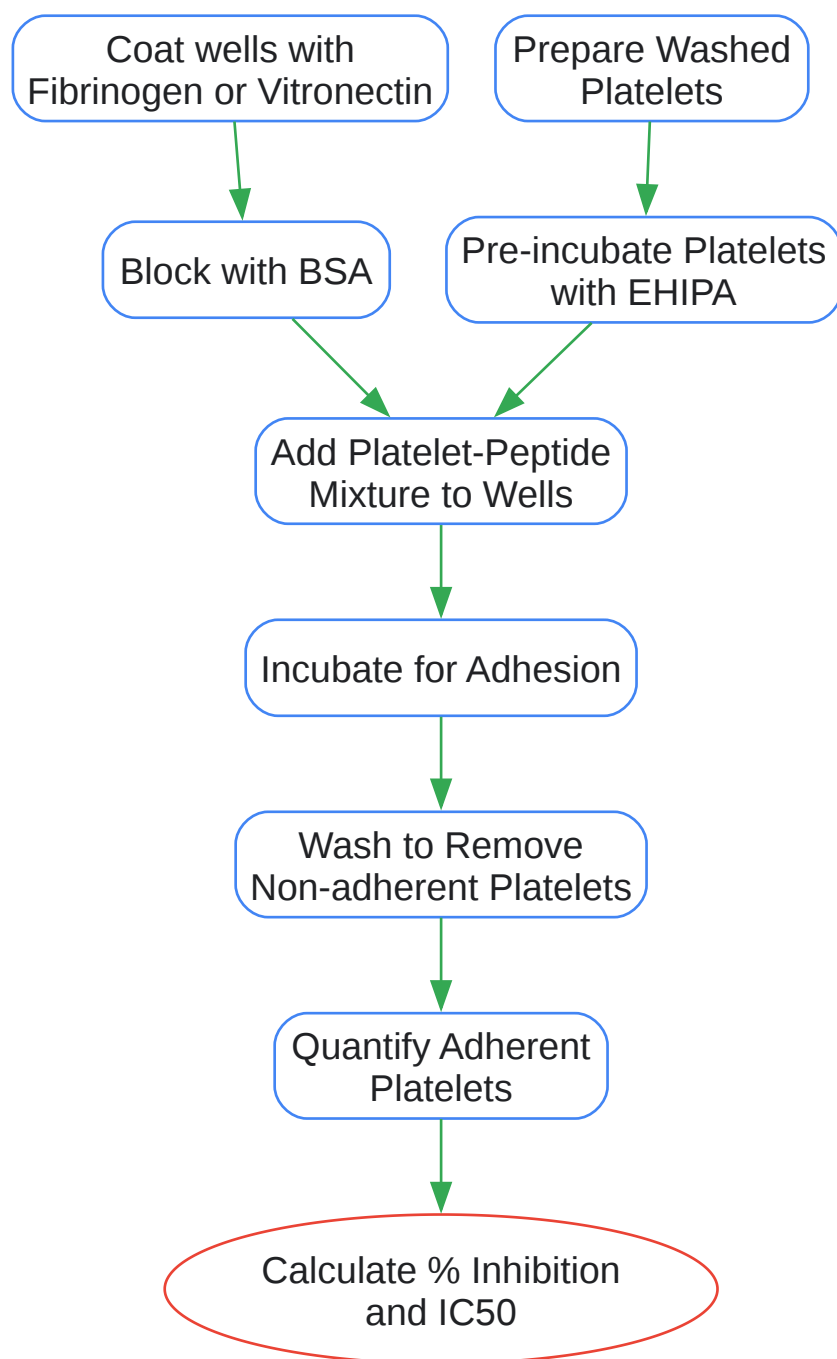 Coat wells with
Fibrinogen or Vitronectin
Prepare Washed
Platelets
Block with BSA
Pre-incubate Platelets
with EHIPA
Add Platelet-Peptide
Mixture to Wells
Incubate for Adhesion
Wash to Remove
Non-adherent Platelets
Quantify Adherent
Platelets
Calculate % Inhibition
and IC50